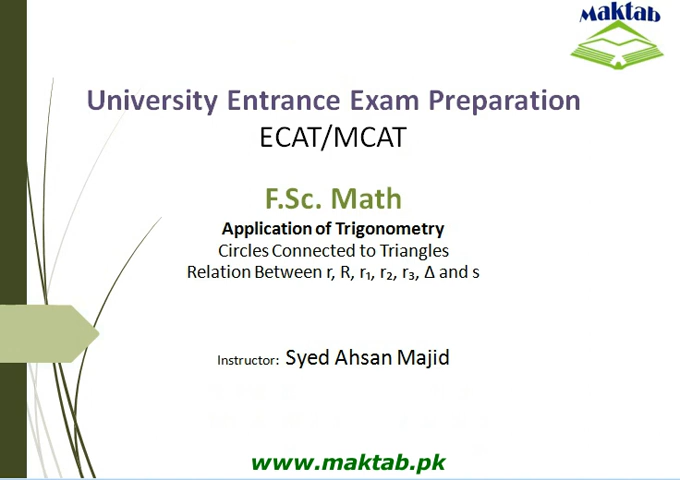 Maktab
University Entrance Exam Preparation
ECAT/MCAT
F.Sc. Math
Application of Trigonometry
Circles Connected to Triangles
Relation Between r, R, r₁, r₂, r₃, Δ and s
Instructor: Syed Ahsan Majid
www.maktab.pk